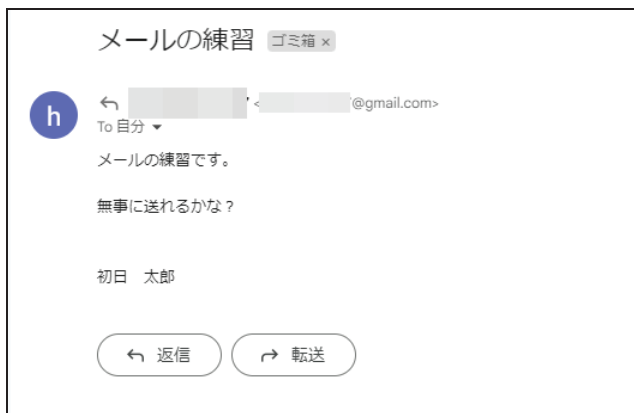 メールの練習 ゴミ箱 ×
h
<
@gmail.com>
To 自分
メールの練習です。
無事に送れるかな？
初日　太郎
返信 転送